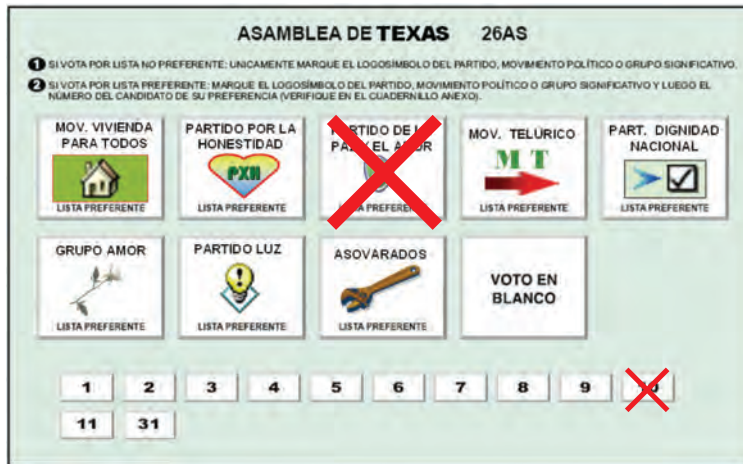 ASAMBLEA DE TEXAS 26AS
1 SI VOTA POR LISTA NO PREFERENTE: UNICAMENTE MARQUE EL LOGOSÍMBOLO DEL PARTIDO, MOVIMIENTO POLÍTICO O GRUPO SIGNIFICATIVO.
2 SI VOTA POR LISTA PREFERENTE: MARQUE EL LOGOSÍMBOLO DEL PARTIDO, MOVIMIENTO POLÍTICO O GRUPO SIGNIFICATIVO Y LUEGO EL
NÚMERO DEL CANDIDATO DE SU PREFERENCIA (VERIFIQUE EN EL CUADERNILLO ANEXO).
MOV. VIVIENDA
PARA TODOS
LISTA PREFERENTE
PARTIDO POR LA
HONESTIDAD
PXH
LISTA PREFERENTE
PARTIDO DE LA
PAZ Y EL AMOR
LISTA PREFERENTE
MOV. TELÚRICO
M T
LISTA PREFERENTE
PART. DIGNIDAD
NACIONAL
LISTA PREFERENTE
GRUPO AMOR
LISTA PREFERENTE
PARTIDO LUZ
LISTA PREFERENTE
ASOVARADOS
LISTA PREFERENTE
VOTO EN
BLANCO
1 2 3 4 5 6 7 8 9 10
11 31